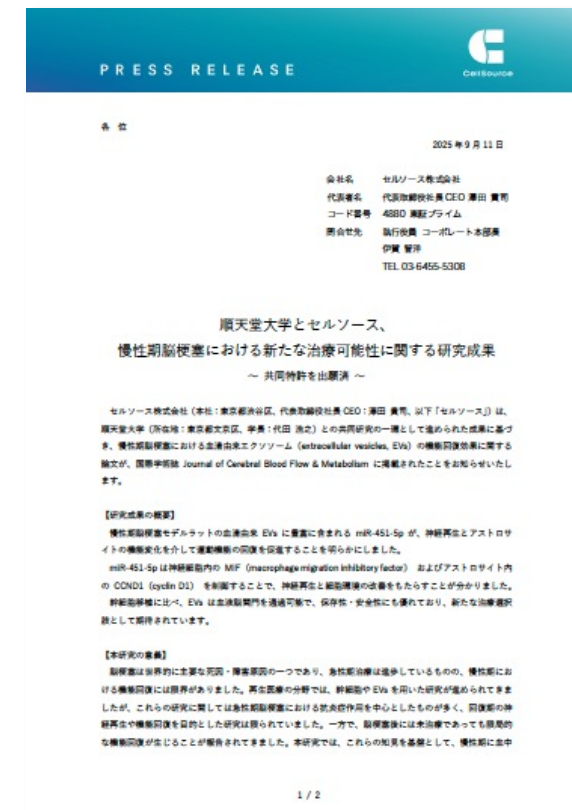 PRESS RELEASE
CellSource
各 位
2025 年 9 月 11 日
会社名 セルソース株式会社
代表者名 代表取締役社長 CEO 澤田 貴司
コード番号 4880 東証プライム
問合せ先 執行役員 コーポレート本部長
伊賀 智洋
TEL 03-6455-5308
順天堂大学とセルソース、
慢性期脳梗塞における新たな治療可能性に関する研究成果
～ 共同特許を出願済 ～
セルソース株式会社（本社：東京都渋谷区、代表取締役社長 CEO：澤田 貴司、以下「セルソース」）は、
順天堂大学（所在地：東京都文京区、学長：代田 浩之）との共同研究の一環として進められた成果に基づ
き、慢性期脳梗塞における血清由来エクソソーム（extracellular vesicles, EVs）の機能回復効果に関する
論文が、国際学術誌 Journal of Cerebral Blood Flow & Metabolism に掲載されたことをお知らせいたし
ます。
【研究成果の概要】
慢性期脳梗塞モデルラットの血清由来 EVs に豊富に含まれる miR-451-5p が、神経再生とアストロサ
イトの機能変化を介して運動機能の回復を促進することを明らかにしました。
miR-451-5p は神経細胞内の MIF（macrophage migration inhibitory factor） およびアストロサイト内
の CCND1（cyclin D1） を制御することで、神経再生と細胞環境の改善をもたらすことが分かりました。
幹細胞移植に比べ、EVs は血液脳関門を通過可能で、保存性・安全性にも優れており、新たな治療選択
肢として期待されています。
【本研究の意義】
脳梗塞は世界的に主要な死因・障害原因の一つであり、急性期治療は進歩しているものの、慢性期にお
ける機能回復には限界がありました。再生医療の分野では、幹細胞や EVs を用いた研究が進められてきま
したが、これらの研究に関しては急性期脳梗塞における抗炎症作用を中心としたものが多く、回復期の神
経再生や機能回復を目的とした研究は限られていました。一方で、脳梗塞後には未治療であっても限局的
な機能回復が生じることが報告されてきました。本研究では、これらの知見を基盤として、慢性期に血中
1 / 2